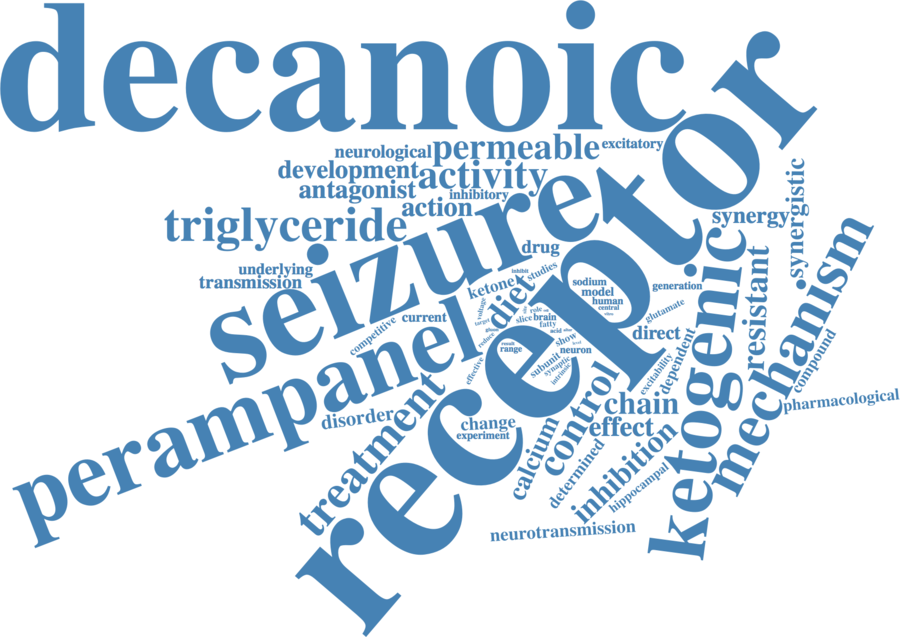 decanoic
receptor
seizure
perampanel
ketogenic
mechanism
triglyceride
permeable
neurological
excitatory
development
activity
antagonist
inhibitory
action
synergy
synergistic
underlying
transmission
drug
ketone
diet
inhibit
studies
sodium
model
human
central
generation
glutamate
resistant
competitive
current
voltage
target
slice
brain
fatty
acid
reduce
result
range
show
neuron
subunit
synaptic
intrinsic
effective
direct
dependent
excitability
compound
pharmacological
disorder
treatment
change
experiment
control
chain
effect
calcium
determined
inhibition
hippocampal
neurotransmission